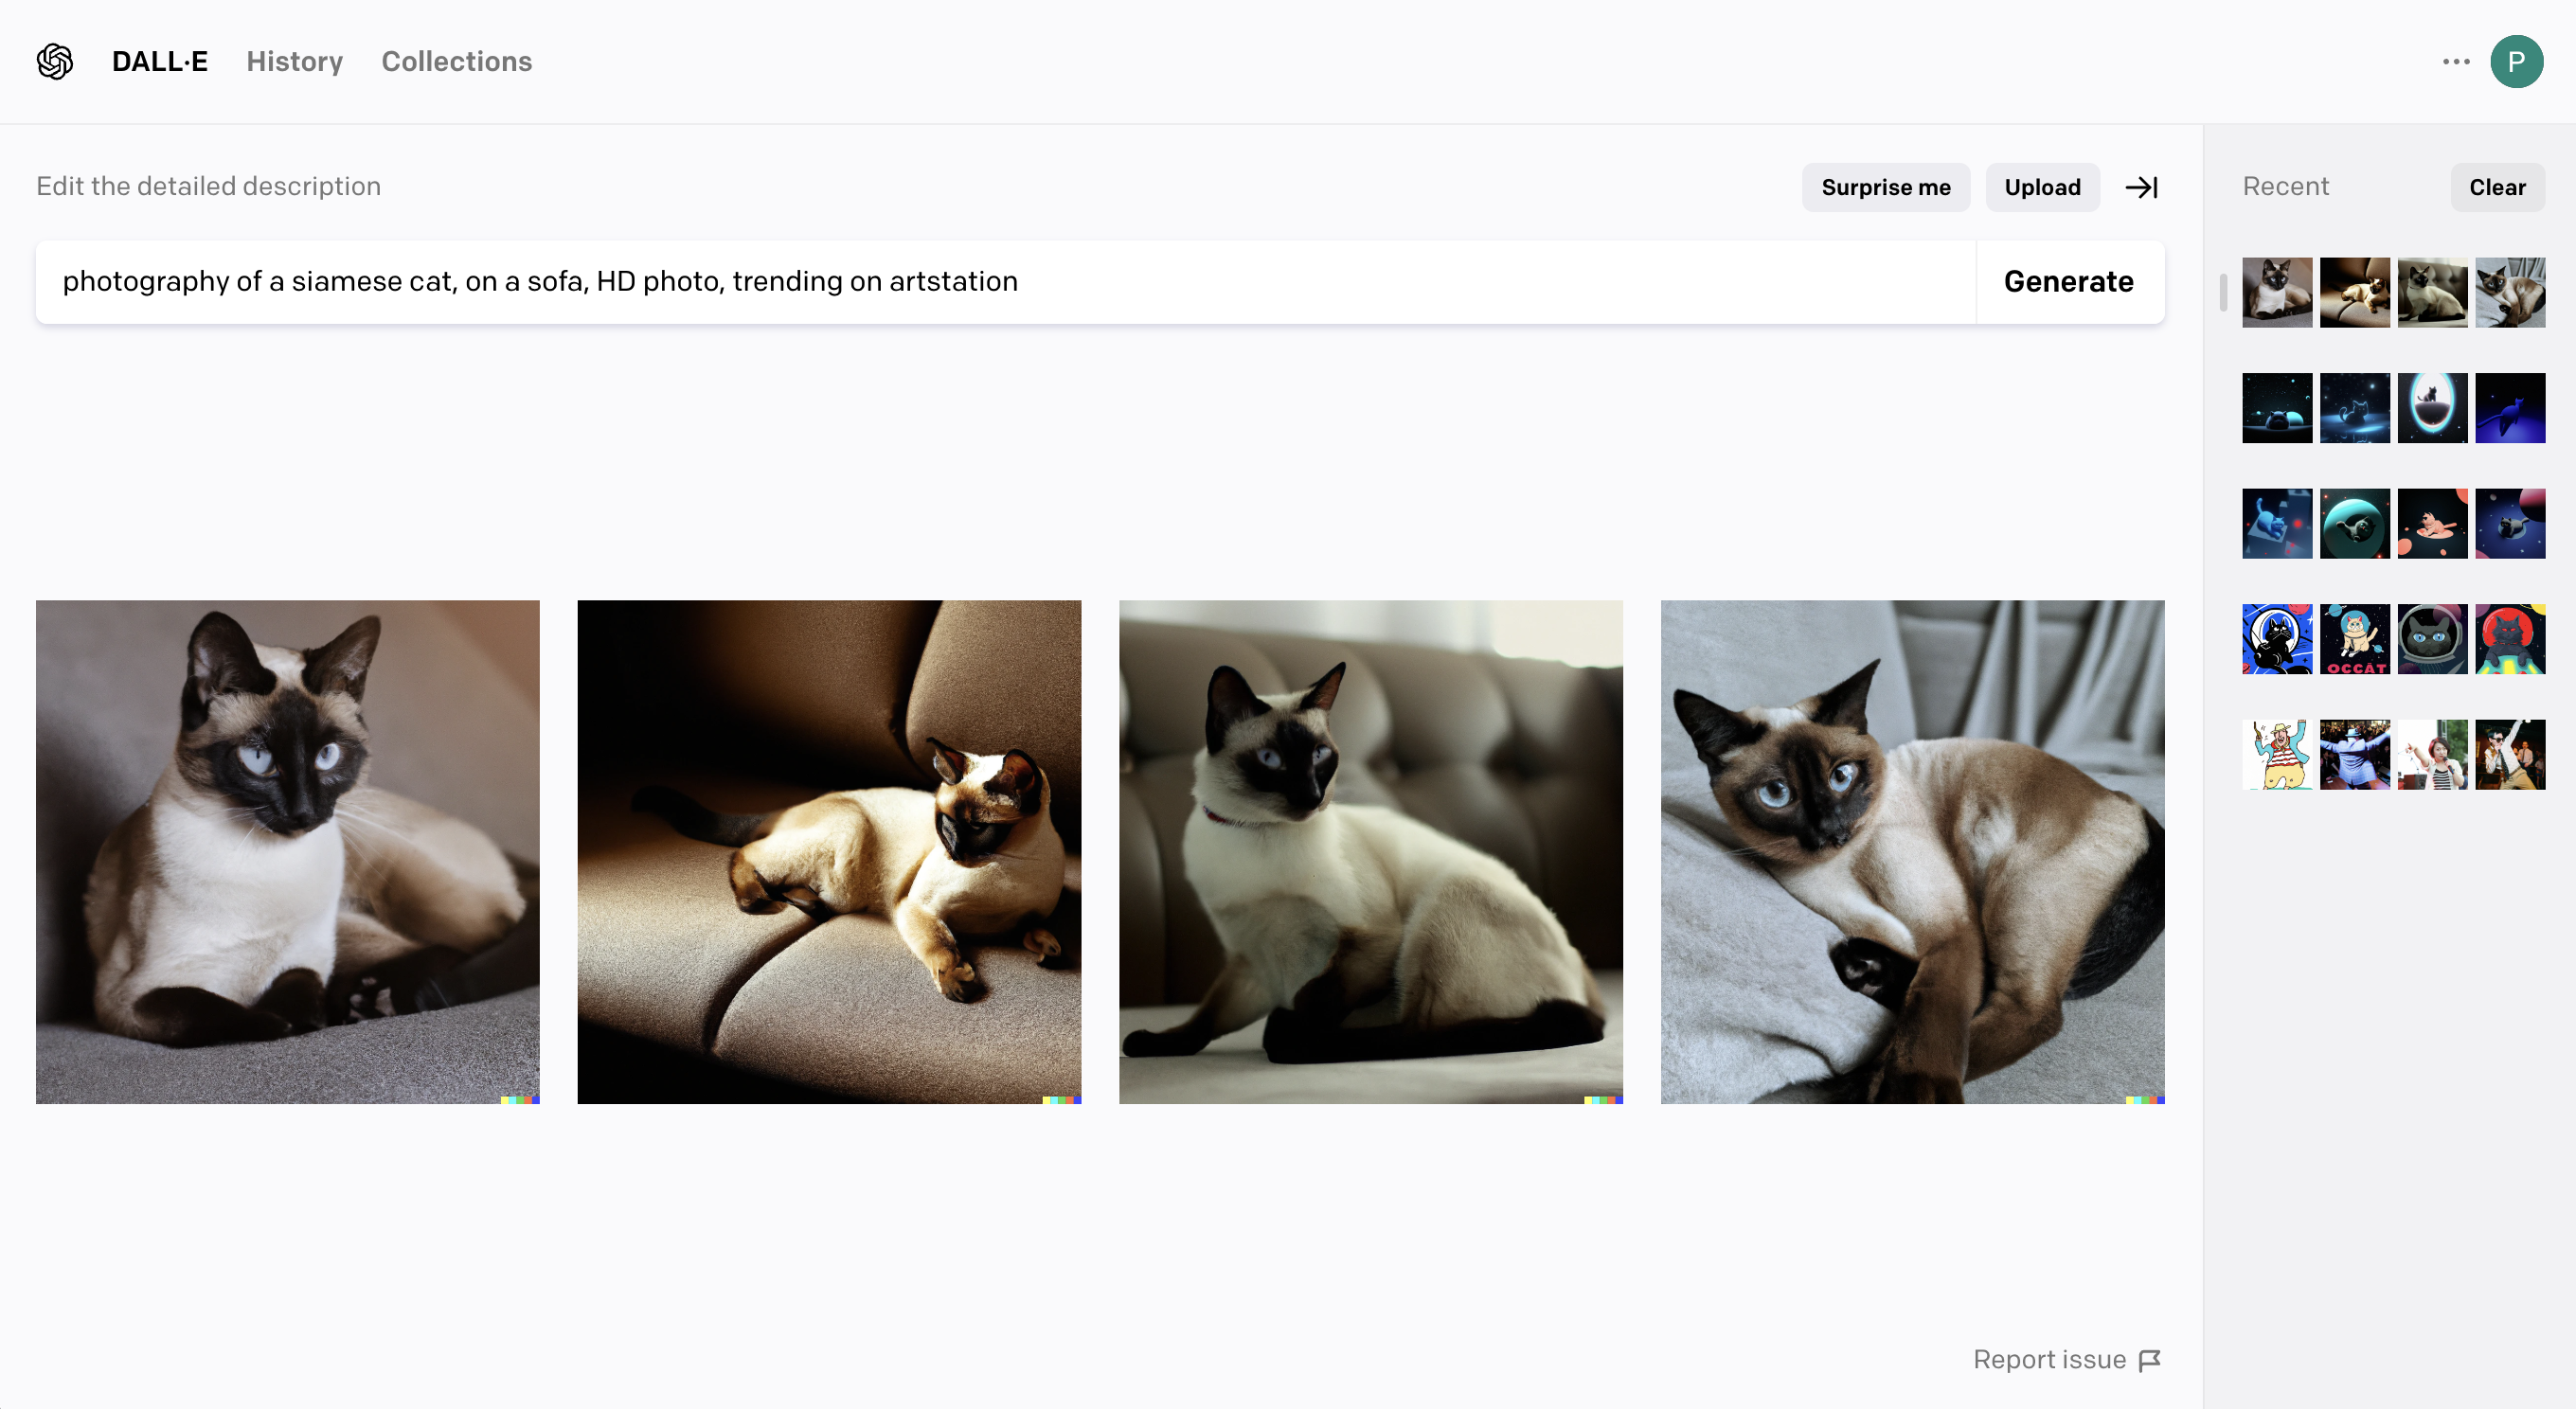 DALL·E History Collections ··· P
Edit the detailed description Surprise me Upload
Recent Clear
photography of a siamese cat, on a sofa, HD photo, trending on artstation Generate
OCCÂT
Report issue